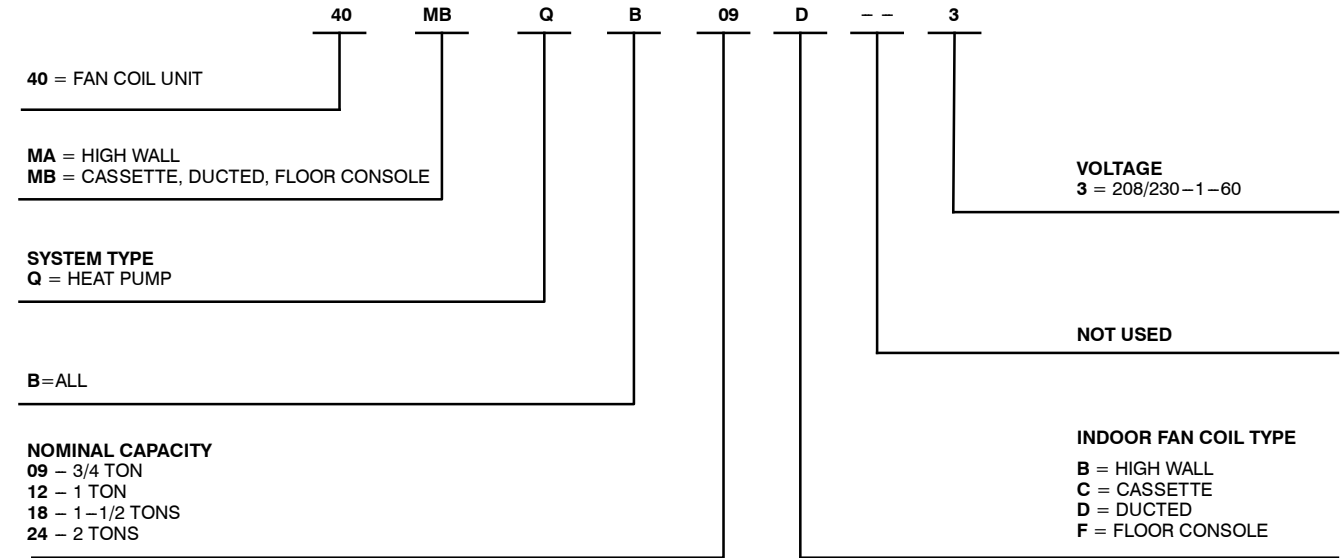 40 MB Q B 09 D – – 3
40 = FAN COIL UNIT
MA = HIGH WALL
MB = CASSETTE, DUCTED, FLOOR CONSOLE
SYSTEM TYPE
Q = HEAT PUMP
B=ALL
NOMINAL CAPACITY
09 – 3/4 TON
12 – 1 TON
18 – 1–1/2 TONS
24 – 2 TONS
VOLTAGE
3 = 208/230–1–60
NOT USED
INDOOR FAN COIL TYPE
B = HIGH WALL
C = CASSETTE
D = DUCTED
F = FLOOR CONSOLE